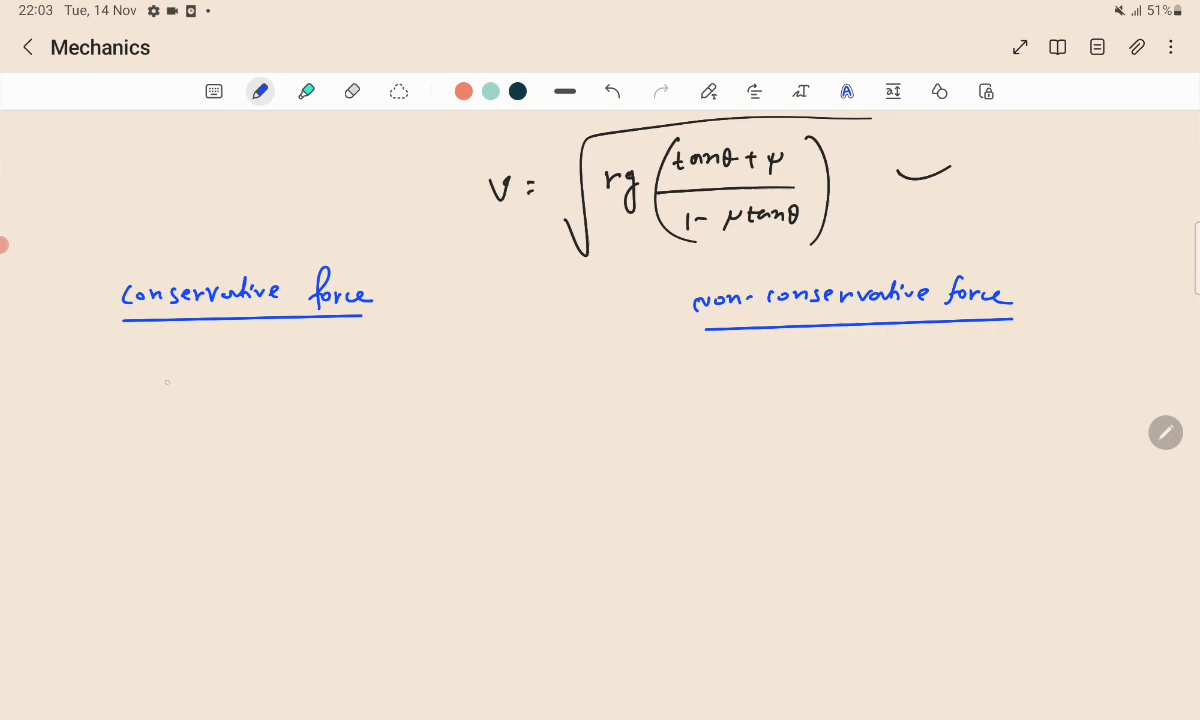 22:03 Tue, 14 Nov 51%
Mechanics
v = √(rg((tanθ + μ)/(1 - μtanθ)))
conservative force
non-conservative force